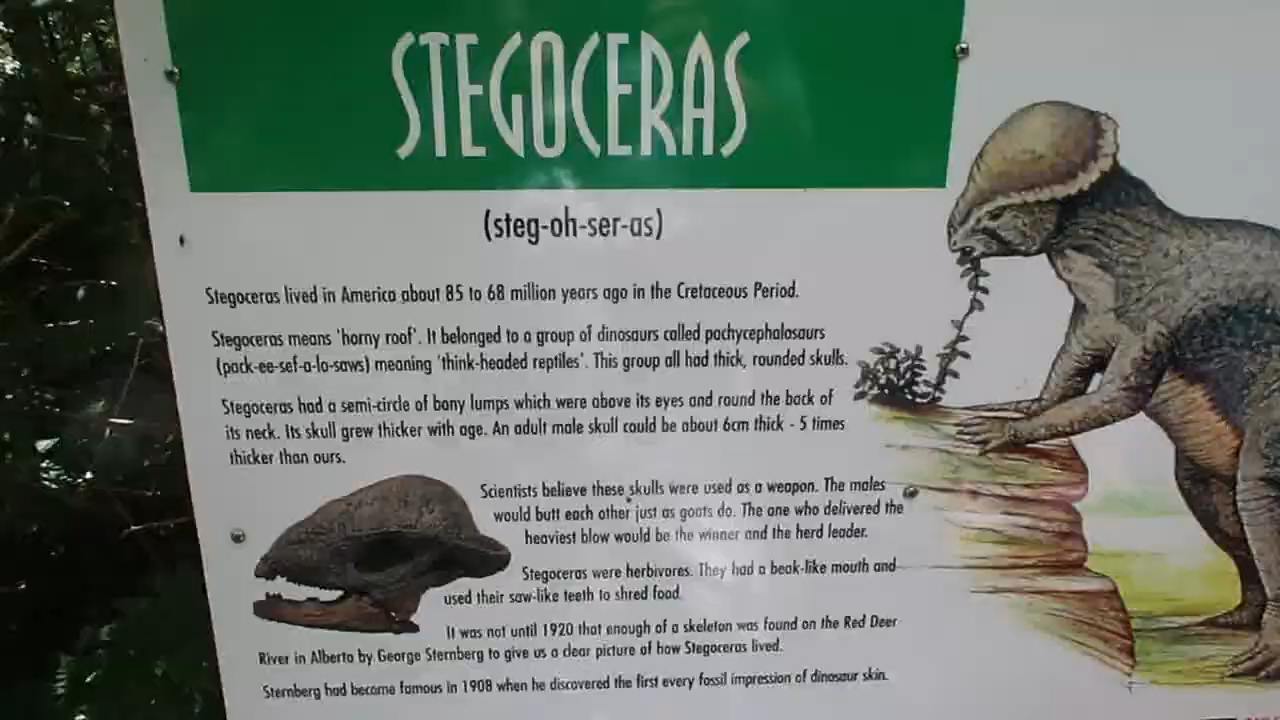 STEGOCERAS
(steg-oh-ser-as)
Stegoceras lived in America about 85 to 68 million years ago in the Cretaceous Period.
Stegoceras means 'horny roof'. It belonged to a group of dinosaurs called pachycephalosaurs
(pack-ee-sef-a-lo-saws) meaning 'think-headed reptiles'. This group all had thick, rounded skulls.
Stegoceras had a semi-circle of bony lumps which were above its eyes and round the back of
its neck. Its skull grew thicker with age. An adult male skull could be about 6cm thick - 5 times
thicker than ours.
Scientists believe these skulls were used as a weapon. The males
would butt each other just as goats do. The one who delivered the
heaviest blow would be the winner and the herd leader.
Stegoceras were herbivores. They had a beak-like mouth and
used their saw-like teeth to shred food.
It was not until 1920 that enough of a skeleton was found on the Red Deer
River in Alberta by George Sternberg to give us a clear picture of how Stegoceras lived.
Sternberg had become famous in 1908 when he discovered the first every fossil impression of dinosaur skin.